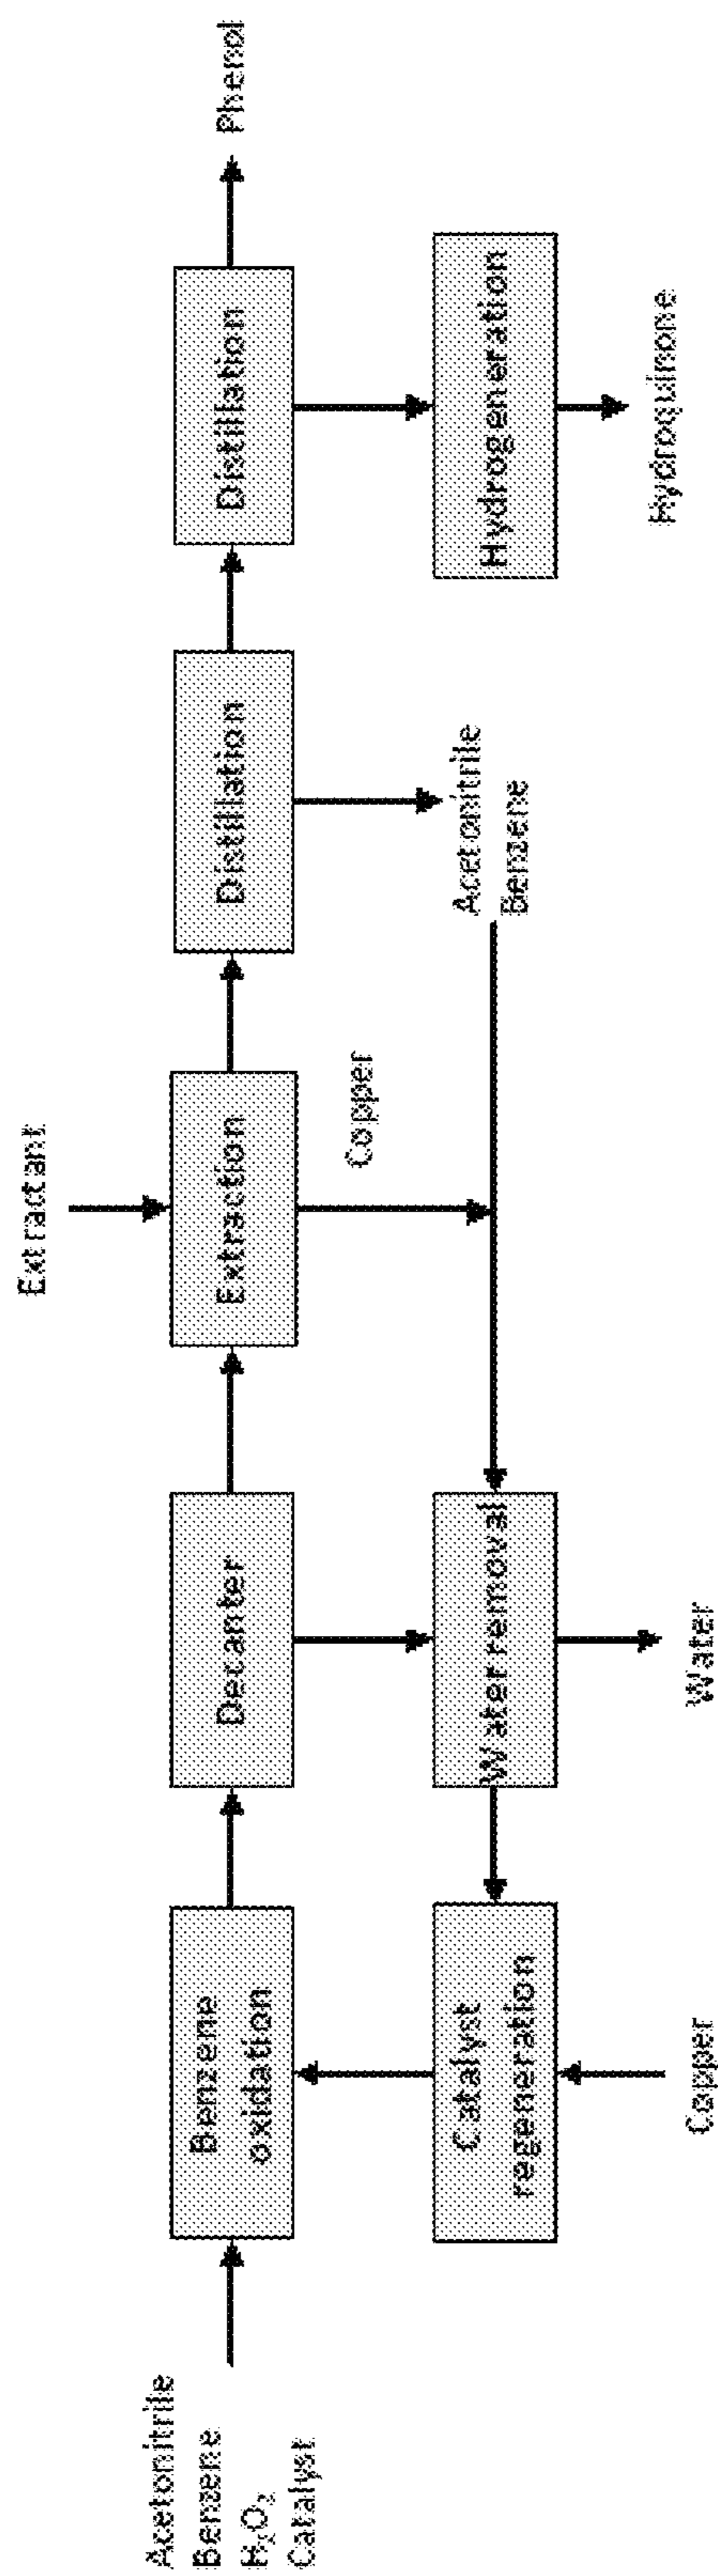 Acetonitrile
Benzene
H₂O₂
Catalyst
Benzene
oxidation
Decanter
Extractant
Extraction
Distillation
Distillation
Phenol
Catalyst
regeneration
Water removal
Copper
Acetonitrile
Benzene
Hydrogeneration
Copper
Water
Hydroquinone